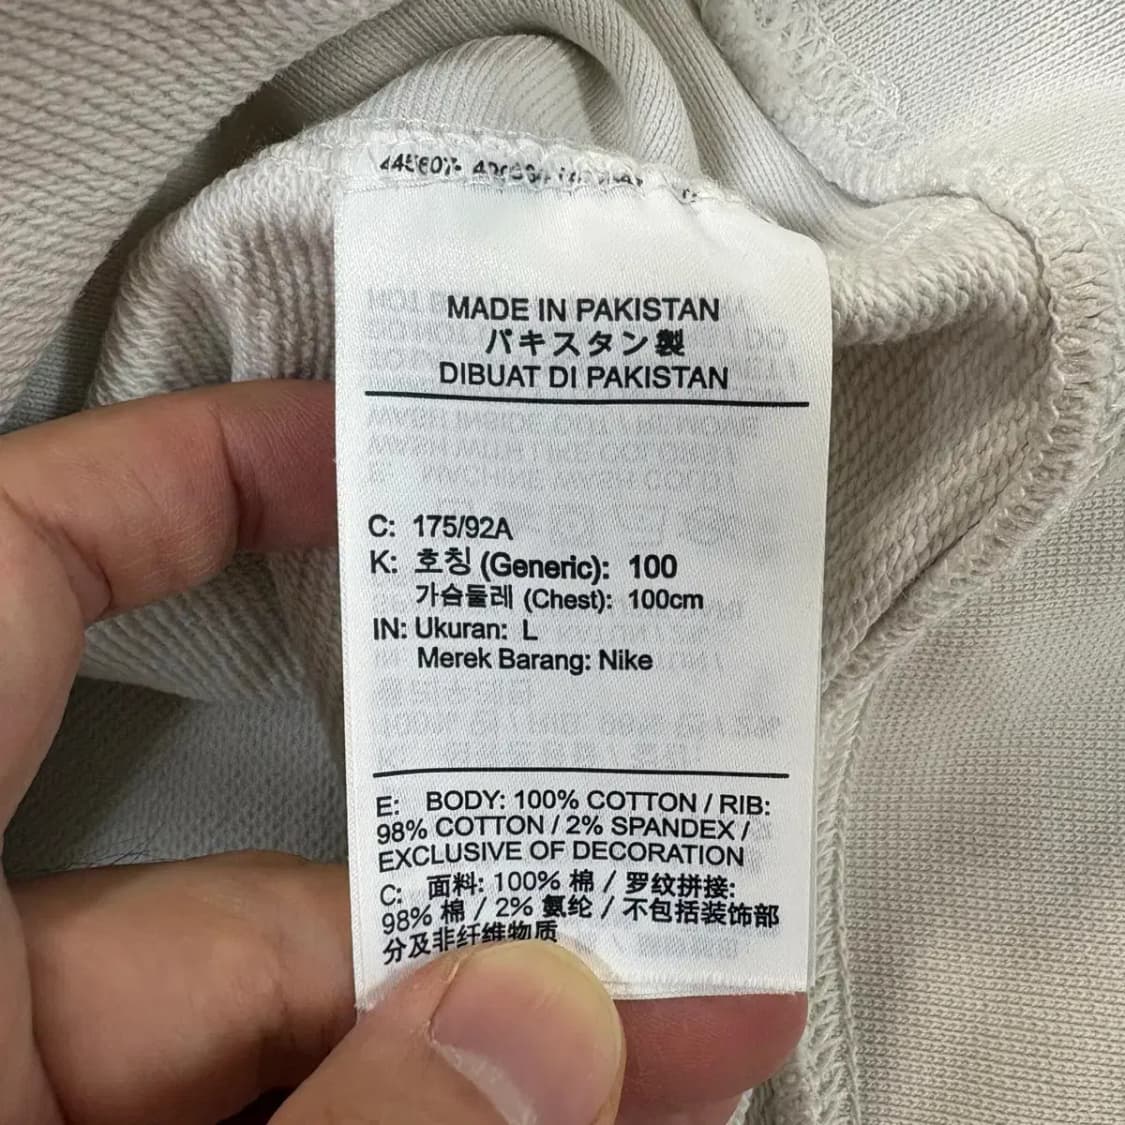 MADE IN PAKISTAN
パキスタン製
DIBUAT DI PAKISTAN
C: 175/92A
K: 호칭 (Generic): 100
가슴둘레 (Chest): 100cm
IN: Ukuran: L
Merek Barang: Nike
E: BODY: 100% COTTON / RIB:
98% COTTON / 2% SPANDEX /
EXCLUSIVE OF DECORATION
C: 面料: 100% 棉 / 罗纹拼接:
98% 棉 / 2% 氨纶 / 不包括装饰部
分及非纤维物质